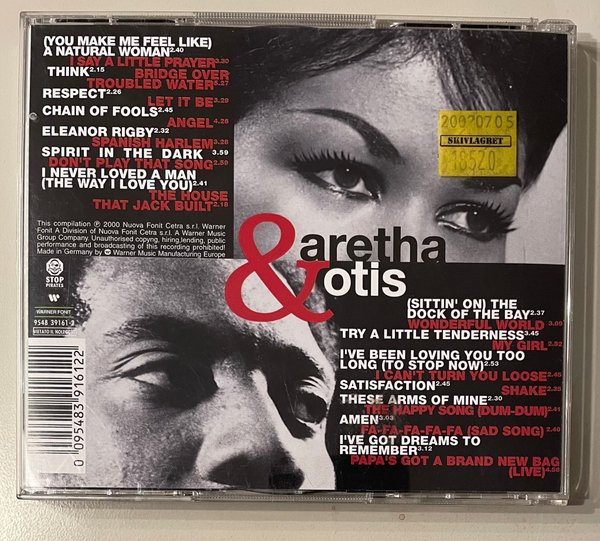 (YOU MAKE ME FEEL LIKE)
A NATURAL WOMAN 2.40
I SAY A LITTLE PRAYER 3.30
THINK 2.15
BRIDGE OVER
TROUBLED WATER 5.27
RESPECT 2.26
LET IT BE 3.29
CHAIN OF FOOLS 2.45
ANGEL 4.25
ELEANOR RIGBY 2.32
SPANISH HARLEM 3.26
SPIRIT IN THE DARK 3.59
DON'T PLAY THAT SONG 2.59
I NEVER LOVED A MAN
(THE WAY I LOVE YOU) 2.41
THE HOUSE
THAT JACK BUILT 2.18
This compilation ℗ 2000 Nuova Fonit Cetra s.r.l. Warner
Fonit A Division of Nuova Fonit Cetra s.r.l. A Warner Music
Group Company. Unauthorised copyng, hiring,lending, public
performance and broadcasting of this recording prohibited
Made in Germany by Warner Music Manufacturing Europe
STOP
PIRATES
WARNER FONIT
9548 39161-2
VIETATO IL NOLEGGIO
0 095483 916122
SKIVLAGRET
18520
aretha
&
otis
(SITTIN' ON) THE
DOCK OF THE BAY 2.37
WONDERFUL WORLD 3.09
TRY A LITTLE TENDERNESS 3.45
MY GIRL 2.52
I'VE BEEN LOVING YOU TOO
LONG (TO STOP NOW) 2.53
I CAN'T TURN YOU LOOSE 2.45
SATISFACTION 2.45
SHAKE 2.35
THESE ARMS OF MINE 2.30
THE HAPPY SONG (DUM-DUM) 2.41
AMEN 3.03
FA-FA-FA-FA-FA (SAD SONG) 2.40
I'VE GOT DREAMS TO
REMEMBER 3.12
PAPA'S GOT A BRAND NEW BAG
(LIVE) 4.56